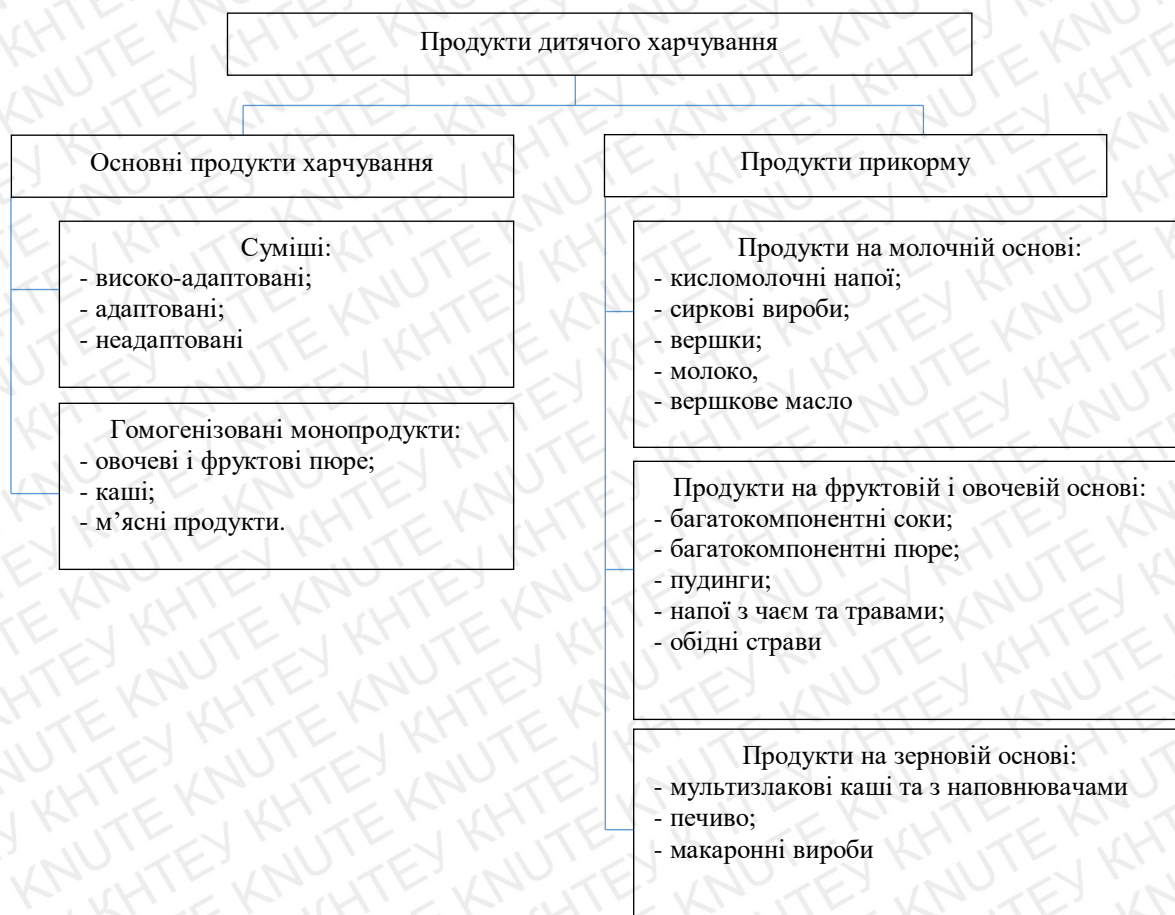 Продукти дитячого харчування
Основні продукти харчування
Суміші:
- високо-адаптовані;
- адаптовані;
- неадаптовані
Гомогенізовані монопродукти:
- овочеві і фруктові пюре;
- каші;
- м’ясні продукти.
Продукти прикорму
Продукти на молочній основі:
- кисломолочні напої;
- сиркові вироби;
- вершки;
- молоко,
- вершкове масло
Продукти на фруктовій і овочевій основі:
- багатокомпонентні соки;
- багатокомпонентні пюре;
- пудинги;
- напої з чаєм та травами;
- обідні страви
Продукти на зерновій основі:
- мультизлакові каші та з наповнювачами
- печиво;
- макаронні вироби
KNUTE КНТЕУ